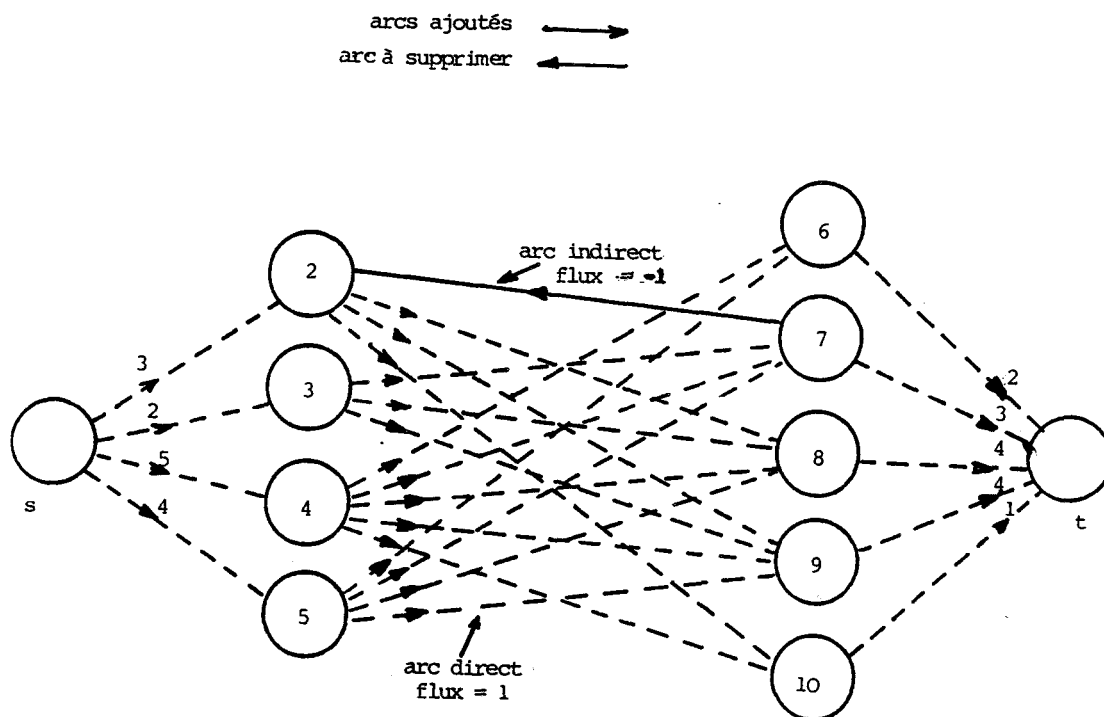 arcs ajoutés
arc à supprimer
6
arc indirect
flux = -1
2
7
3
3
2
2
3
5
4
8
4
4
4
1
s
9
t
5
arc direct
flux = 1
10